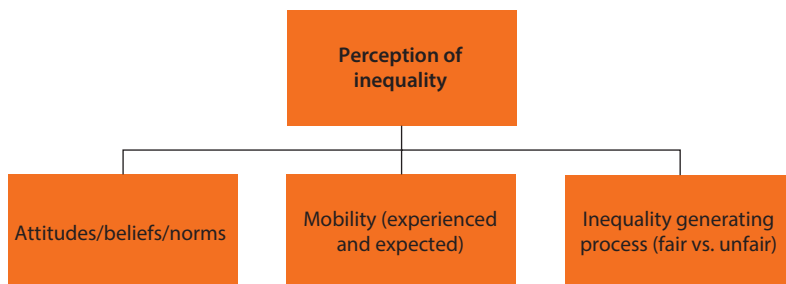 Perception of
inequality
Attitudes/beliefs/norms
Mobility (experienced
and expected)
Inequality generating
process (fair vs. unfair)